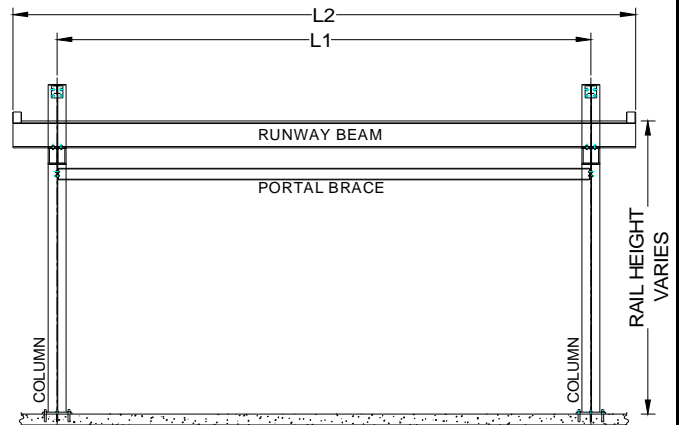 L2
L1
RUNWAY BEAM
PORTAL BRACE
RAIL HEIGHT
VARIES
COLUMN
COLUMN